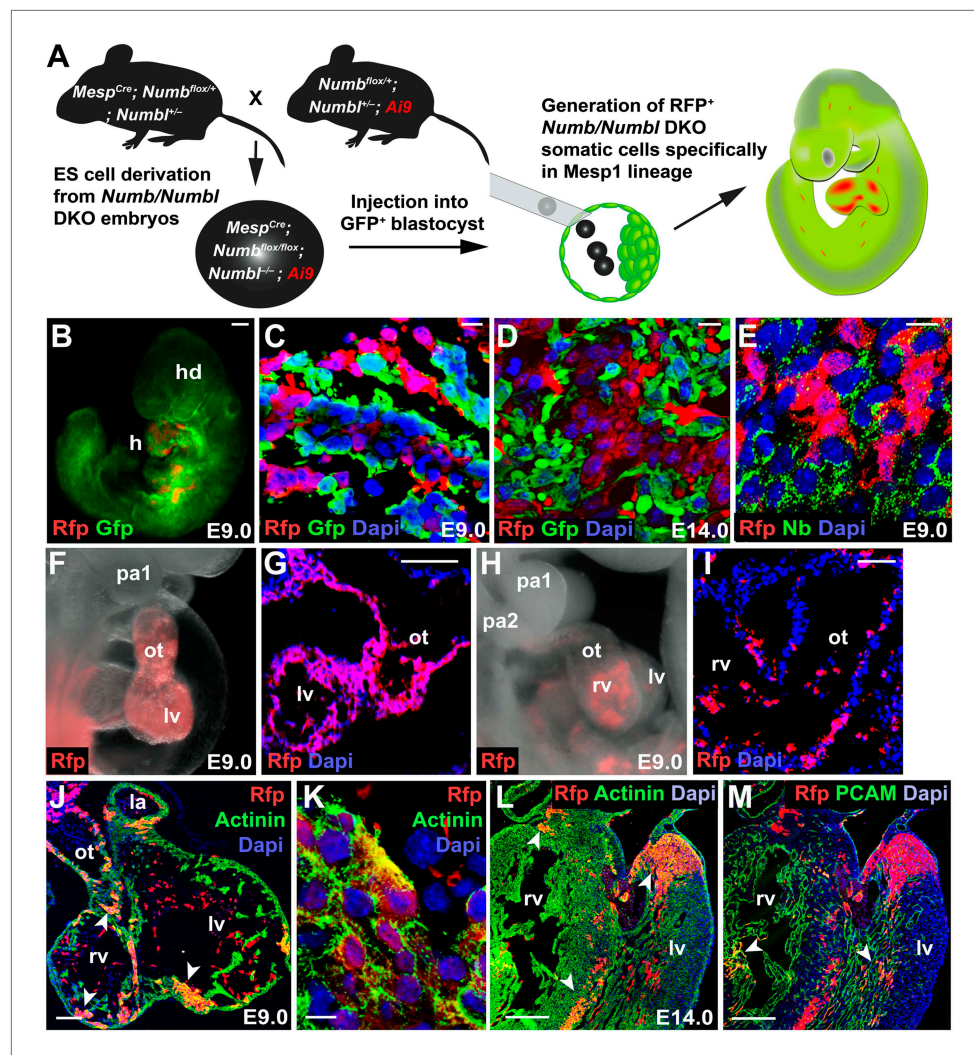 A
Mesp^Cre; Numb^flox/+
; Numbl^+/–
X
Numb^flox/+;
Numbl^+/–; Ai9
ES cell derivation
from Numb/Numbl
DKO embryos
Mesp^Cre;
Numb^flox/flox;
Numbl^–/–; Ai9
Injection into
GFP+ blastocyst
Generation of RFP+
Numb/Numbl DKO
somatic cells specifically
in Mesp1 lineage
B
hd
h
Rfp Gfp
E9.0
C
Rfp Gfp Dapi
E9.0
D
Rfp Gfp Dapi
E14.0
E
Rfp Nb Dapi
E9.0
F
pa1
ot
lv
Rfp
E9.0
G
ot
lv
Rfp Dapi
H
pa1
pa2
ot
rv
lv
Rfp
E9.0
I
ot
rv
Rfp Dapi
J
la
Rfp
Actinin
Dapi
ot
lv
rv
E9.0
K
Rfp
Actinin
Dapi
L
Rfp Actinin Dapi
rv
lv
E14.0
M
Rfp PCAM Dapi
rv
lv